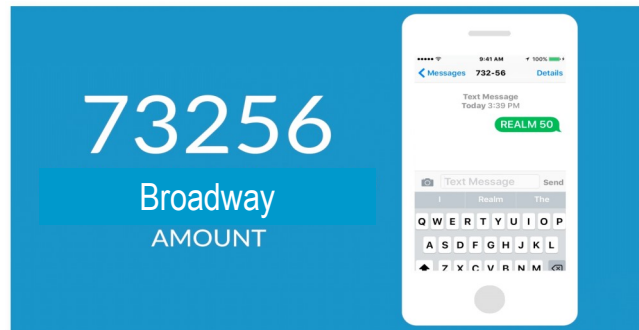 73256
Broadway
AMOUNT
9:41 AM
100%
Messages
732-56
Details
Text Message
Today 3:39 PM
REALM 50
Text Message
Send
I
Realm
The
Q W E R T Y U I O P
A S D F G H J K L
Z X C V B N M